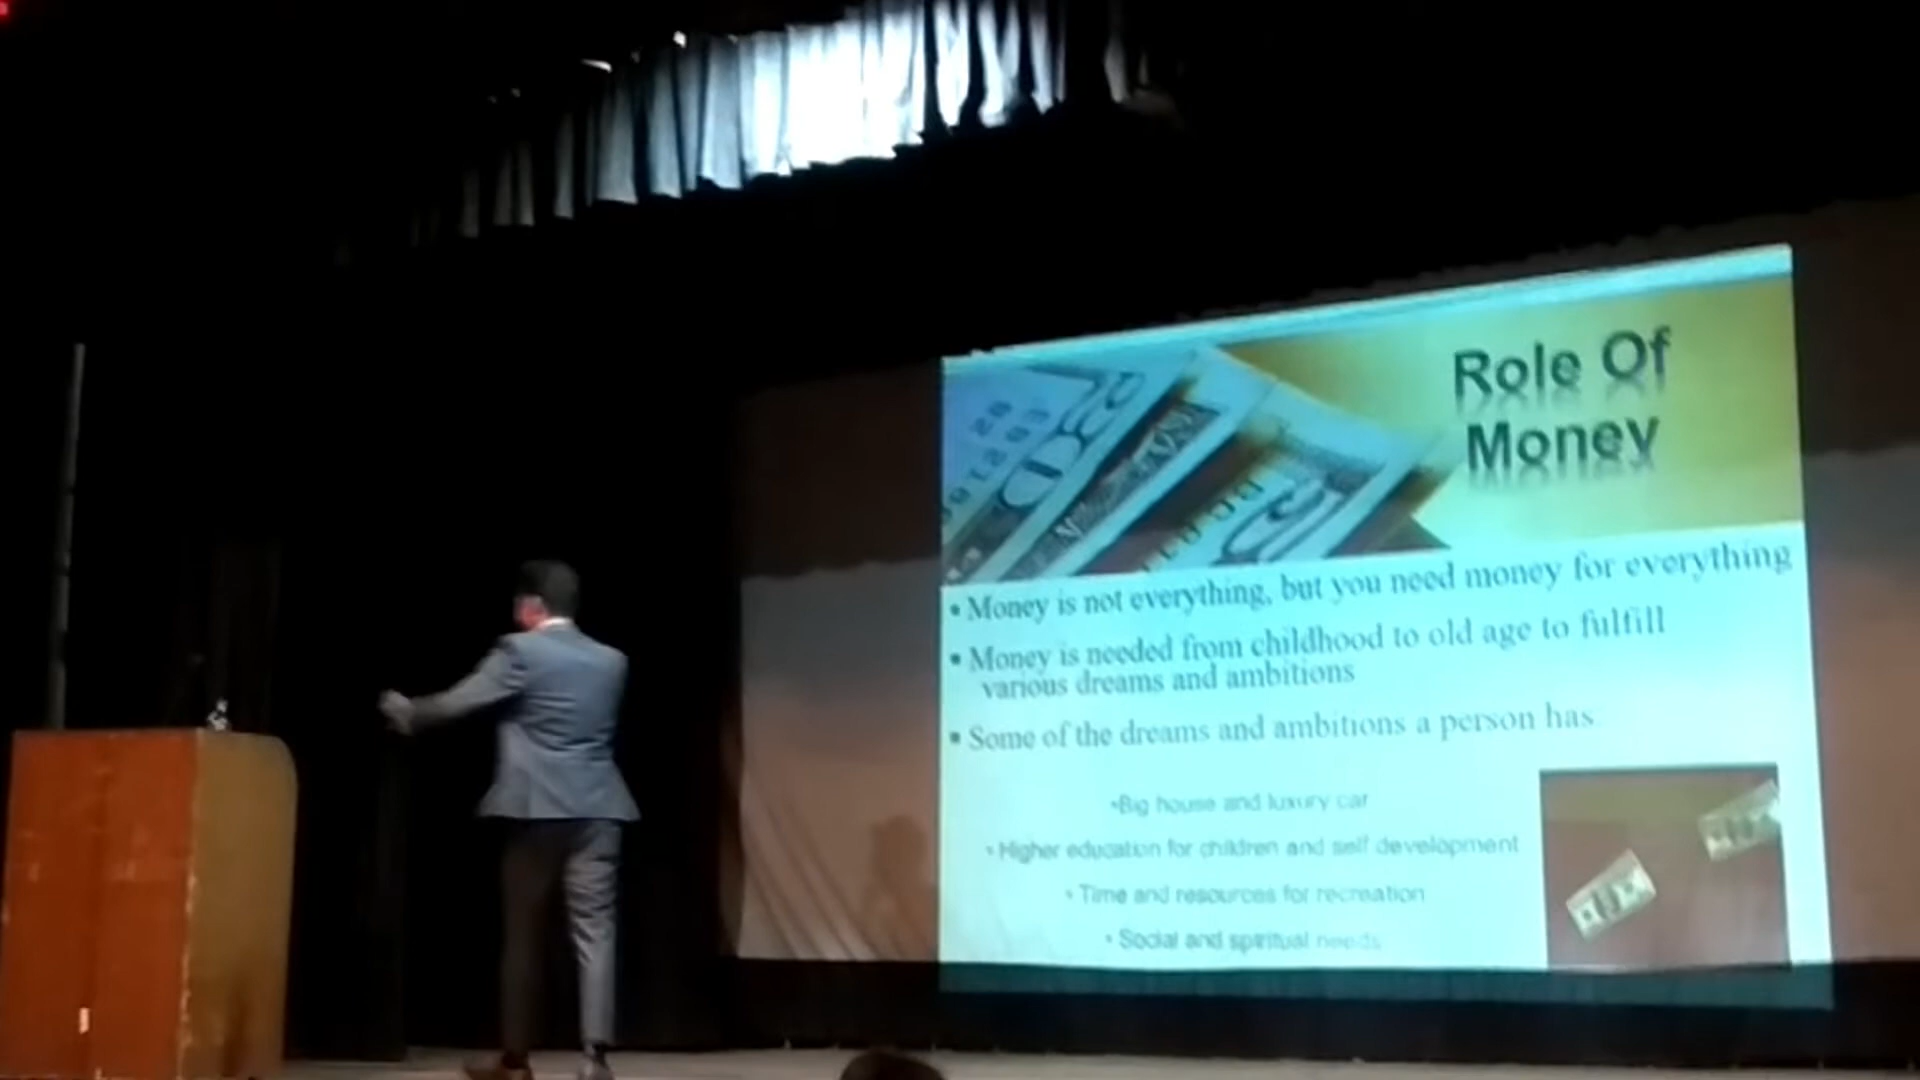 Role Of
Money
• Money is not everything, but you need money for everything
• Money is needed from childhood to old age to fulfill
various dreams and ambitions
• Some of the dreams and ambitions a person has
•Big house and luxury car
• Higher education for children and self development
• Time and resources for recreation
• Social and spiritual needs